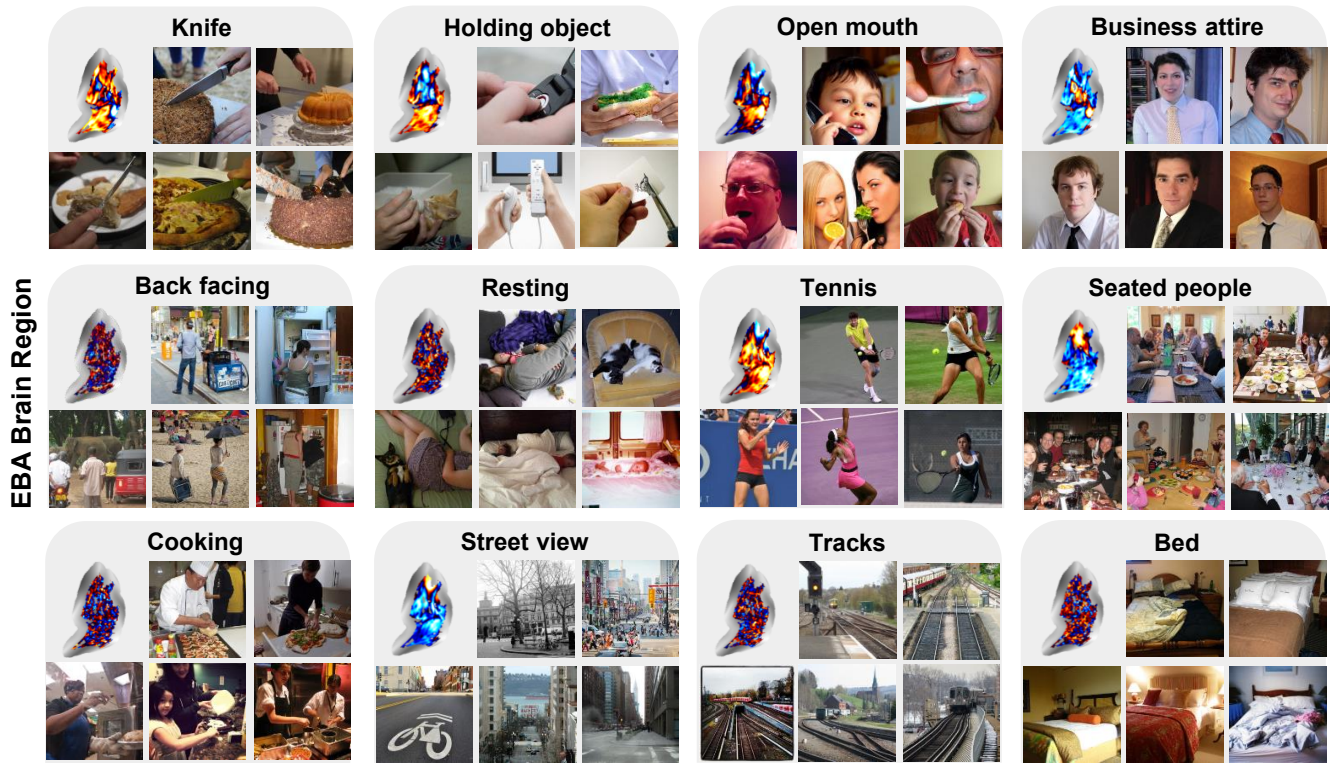 EBA Brain Region
Knife
Holding object
Open mouth
Business attire
Back facing
Resting
Tennis
Seated people
Cooking
Street view
Tracks
Bed